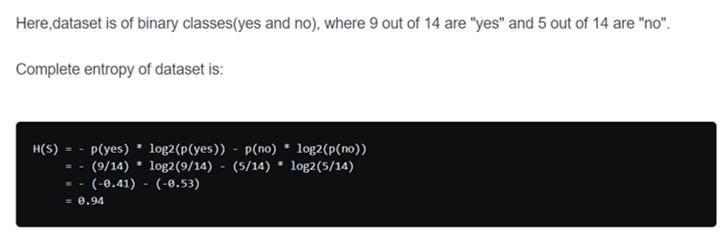 Here,dataset is of binary classes(yes and no), where 9 out of 14 are "yes" and 5 out of 14 are "no".
Complete entropy of dataset is:
H(S) = - p(yes) * log2(p(yes)) - p(no) * log2(p(no))
= - (9/14) * log2(9/14) - (5/14) * log2(5/14)
= - (-0.41) - (-0.53)
= 0.94